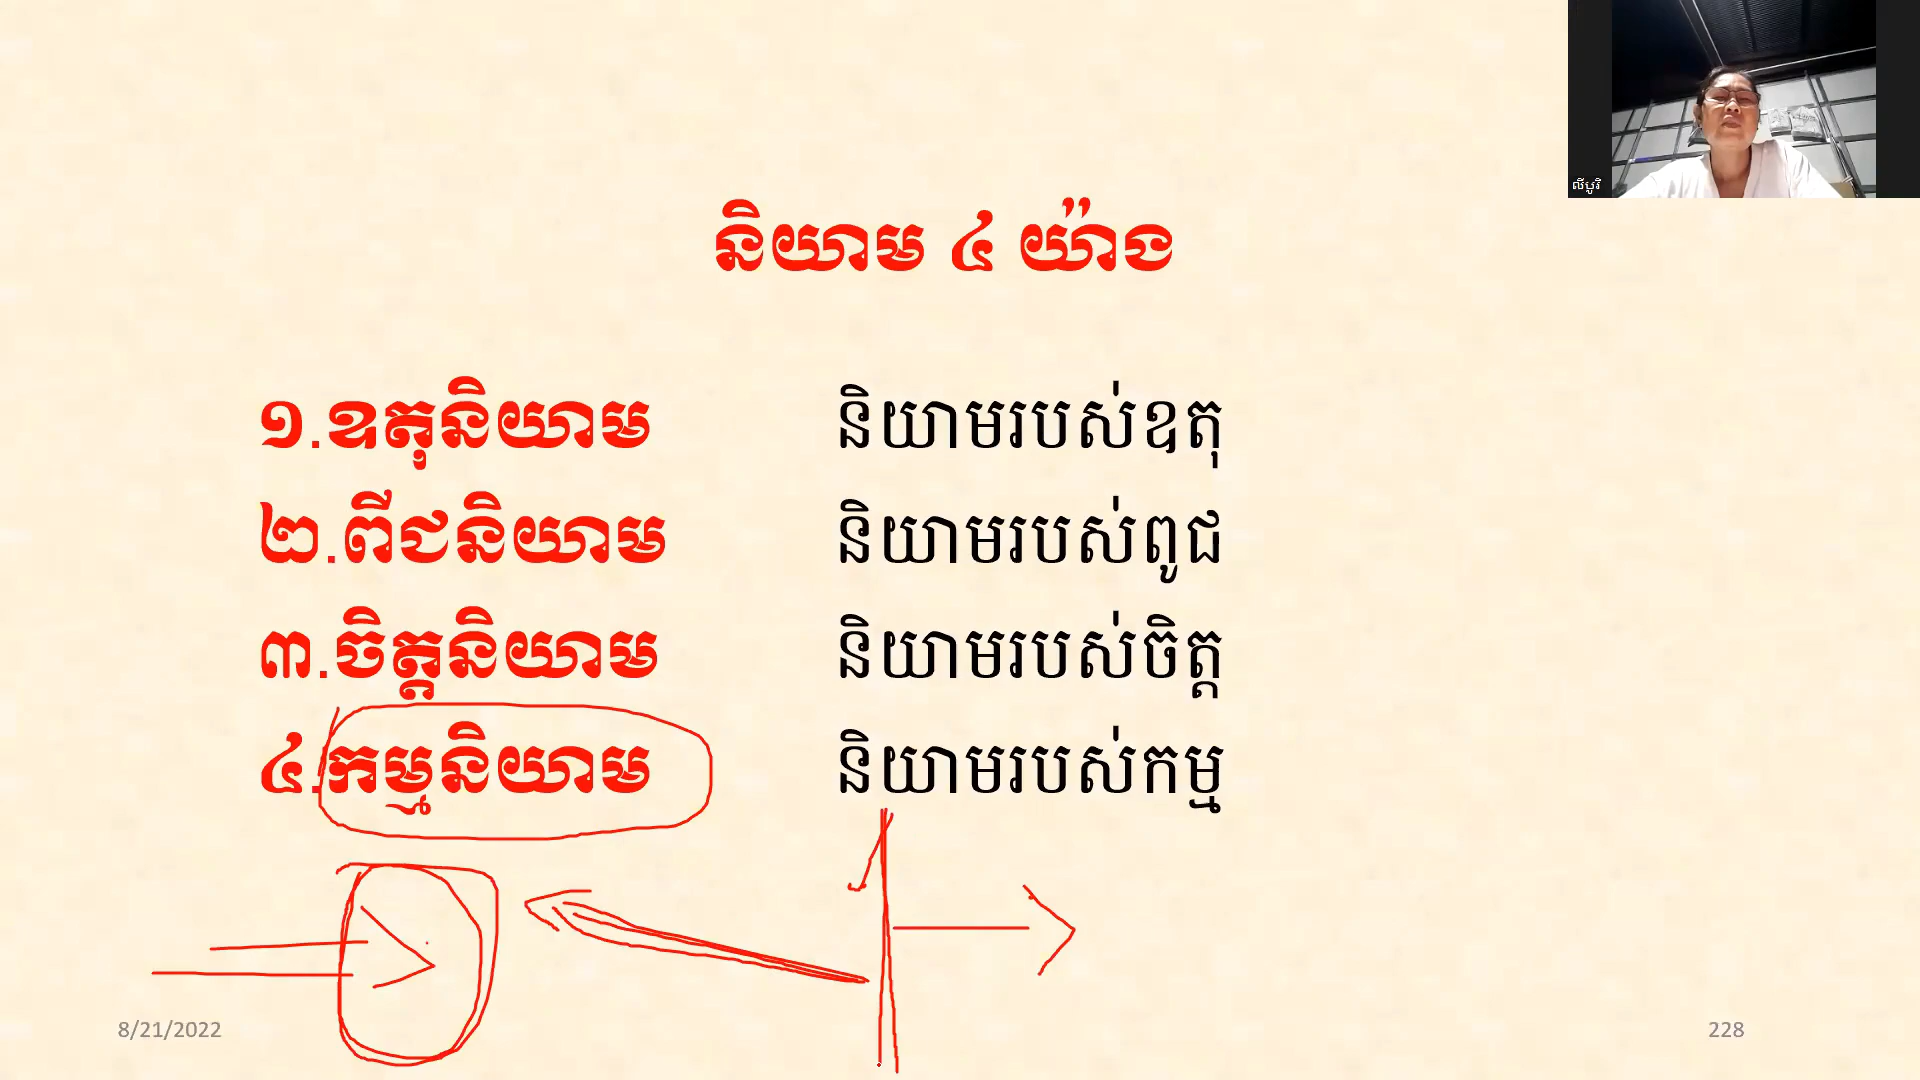 លីបូរី
និយាម ៤ យ៉ាង
១.ឧតុនិយាម និយាមរបស់ឧតុ
២.ពីជនិយាម និយាមរបស់ពូជ
៣.ចិត្តនិយាម និយាមរបស់ចិត្ត
៤.កម្មនិយាម និយាមរបស់កម្ម
8/21/2022
228